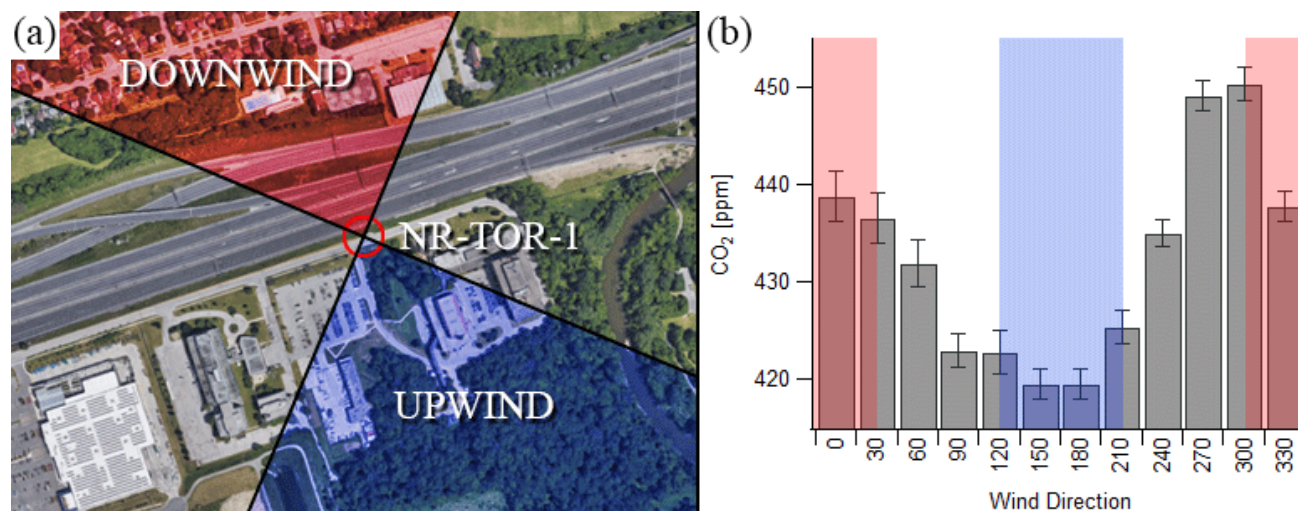 (a)
DOWNWIND
NR-TOR-1
UPWIND
(b)
CO₂ [ppm]
450
440
430
420
0 30 60 90 120 150 180 210 240 270 300 330
Wind Direction